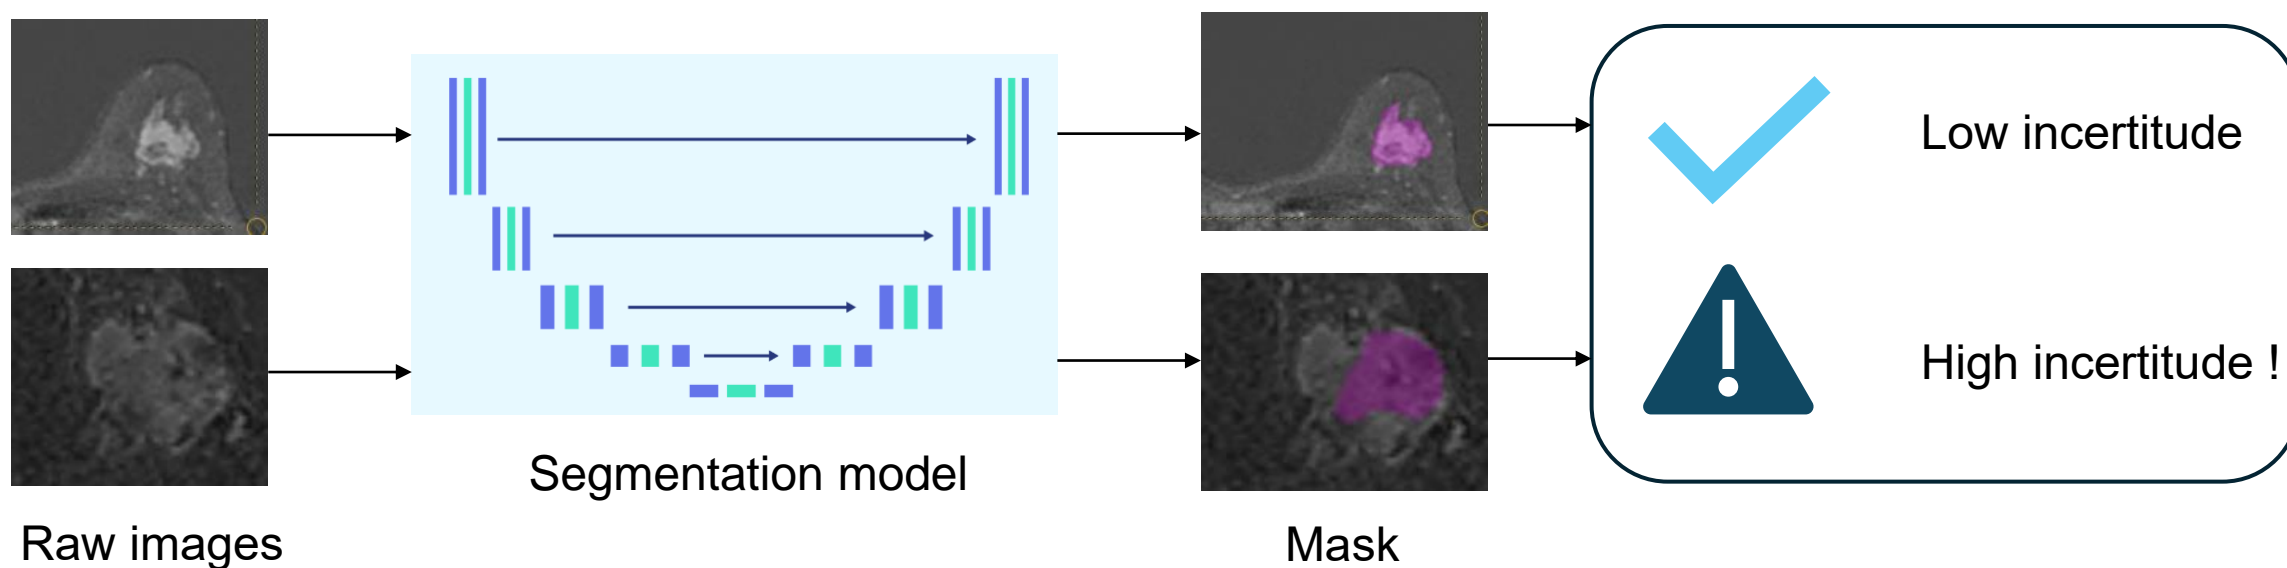 Low incertitude
High incertitude !
Segmentation model
Raw images
Mask